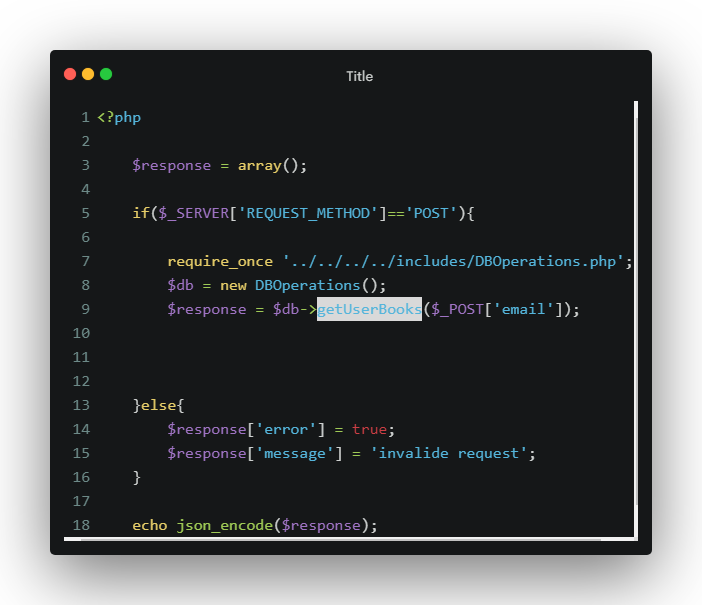 Title
1 <?php
2
3 $response = array();
4
5 if($_SERVER['REQUEST_METHOD']=='POST'){
6
7 require_once '../../../../includes/DBOperations.php';
8 $db = new DBOperations();
9 $response = $db->getUserBooks($_POST['email']);
10
11
12
13 }else{
14 $response['error'] = true;
15 $response['message'] = 'invalide request';
16 }
17
18 echo json_encode($response);